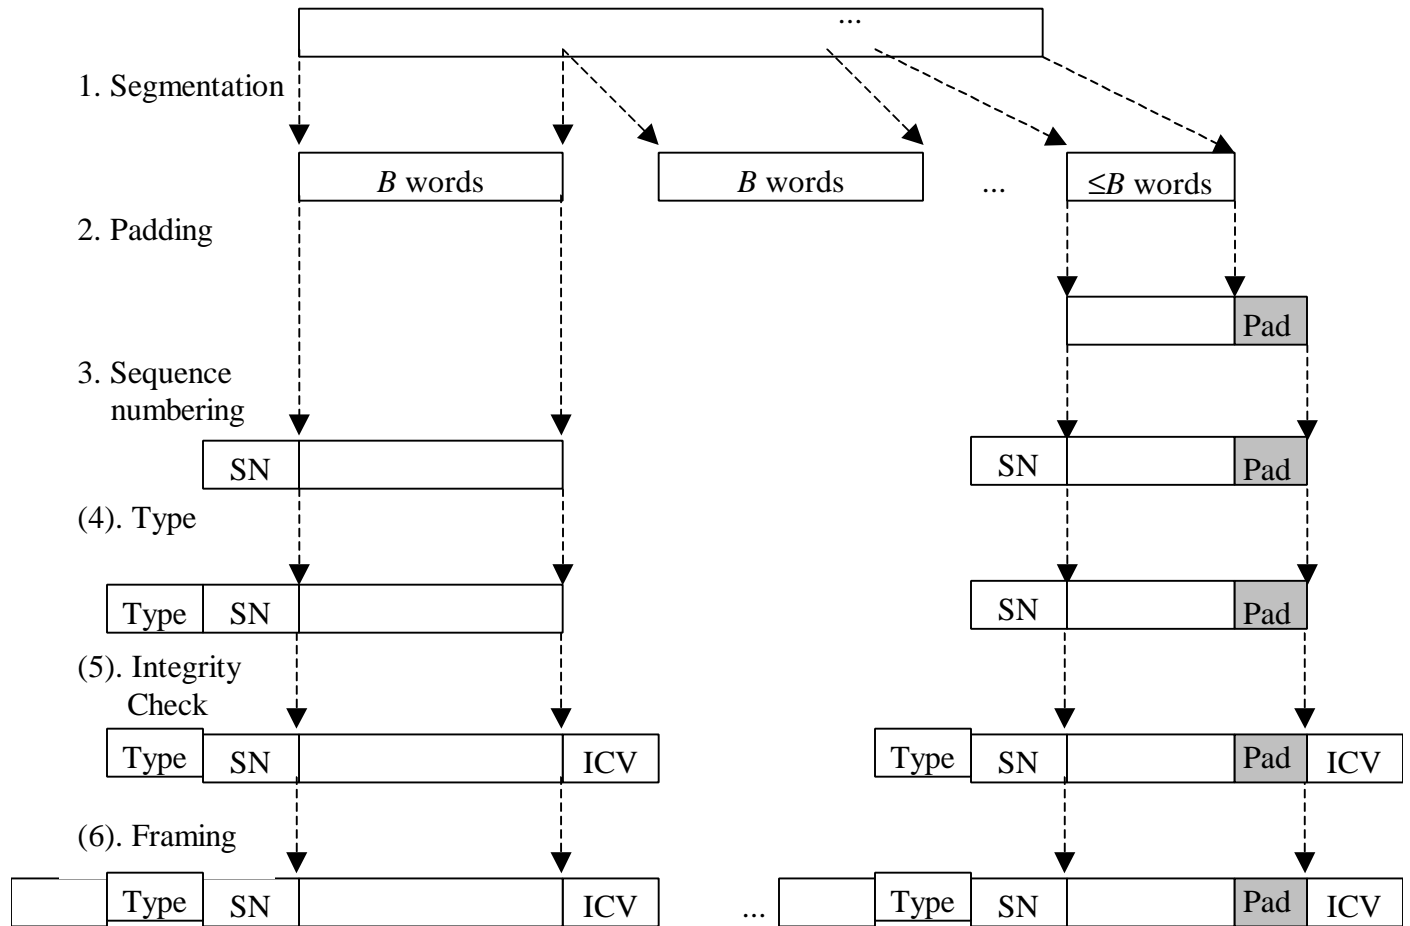 ...
1. Segmentation
B words B words ... ≤B words
2. Padding
Pad
3. Sequence
numbering
SN SN Pad
(4). Type
Type SN SN Pad
(5). Integrity
Check
Type SN ICV Type SN Pad ICV
(6). Framing
Type SN ICV ... Type SN Pad ICV